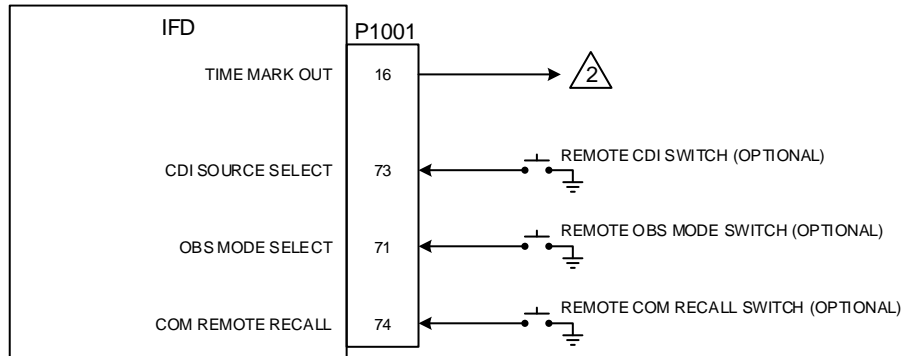 IFD
P1001
TIME MARK OUT 16 2
CDI SOURCE SELECT 73 REMOTE CDI SWITCH (OPTIONAL)
OBS MODE SELECT 71 REMOTE OBS MODE SWITCH (OPTIONAL)
COM REMOTE RECALL 74 REMOTE COM RECALL SWITCH (OPTIONAL)